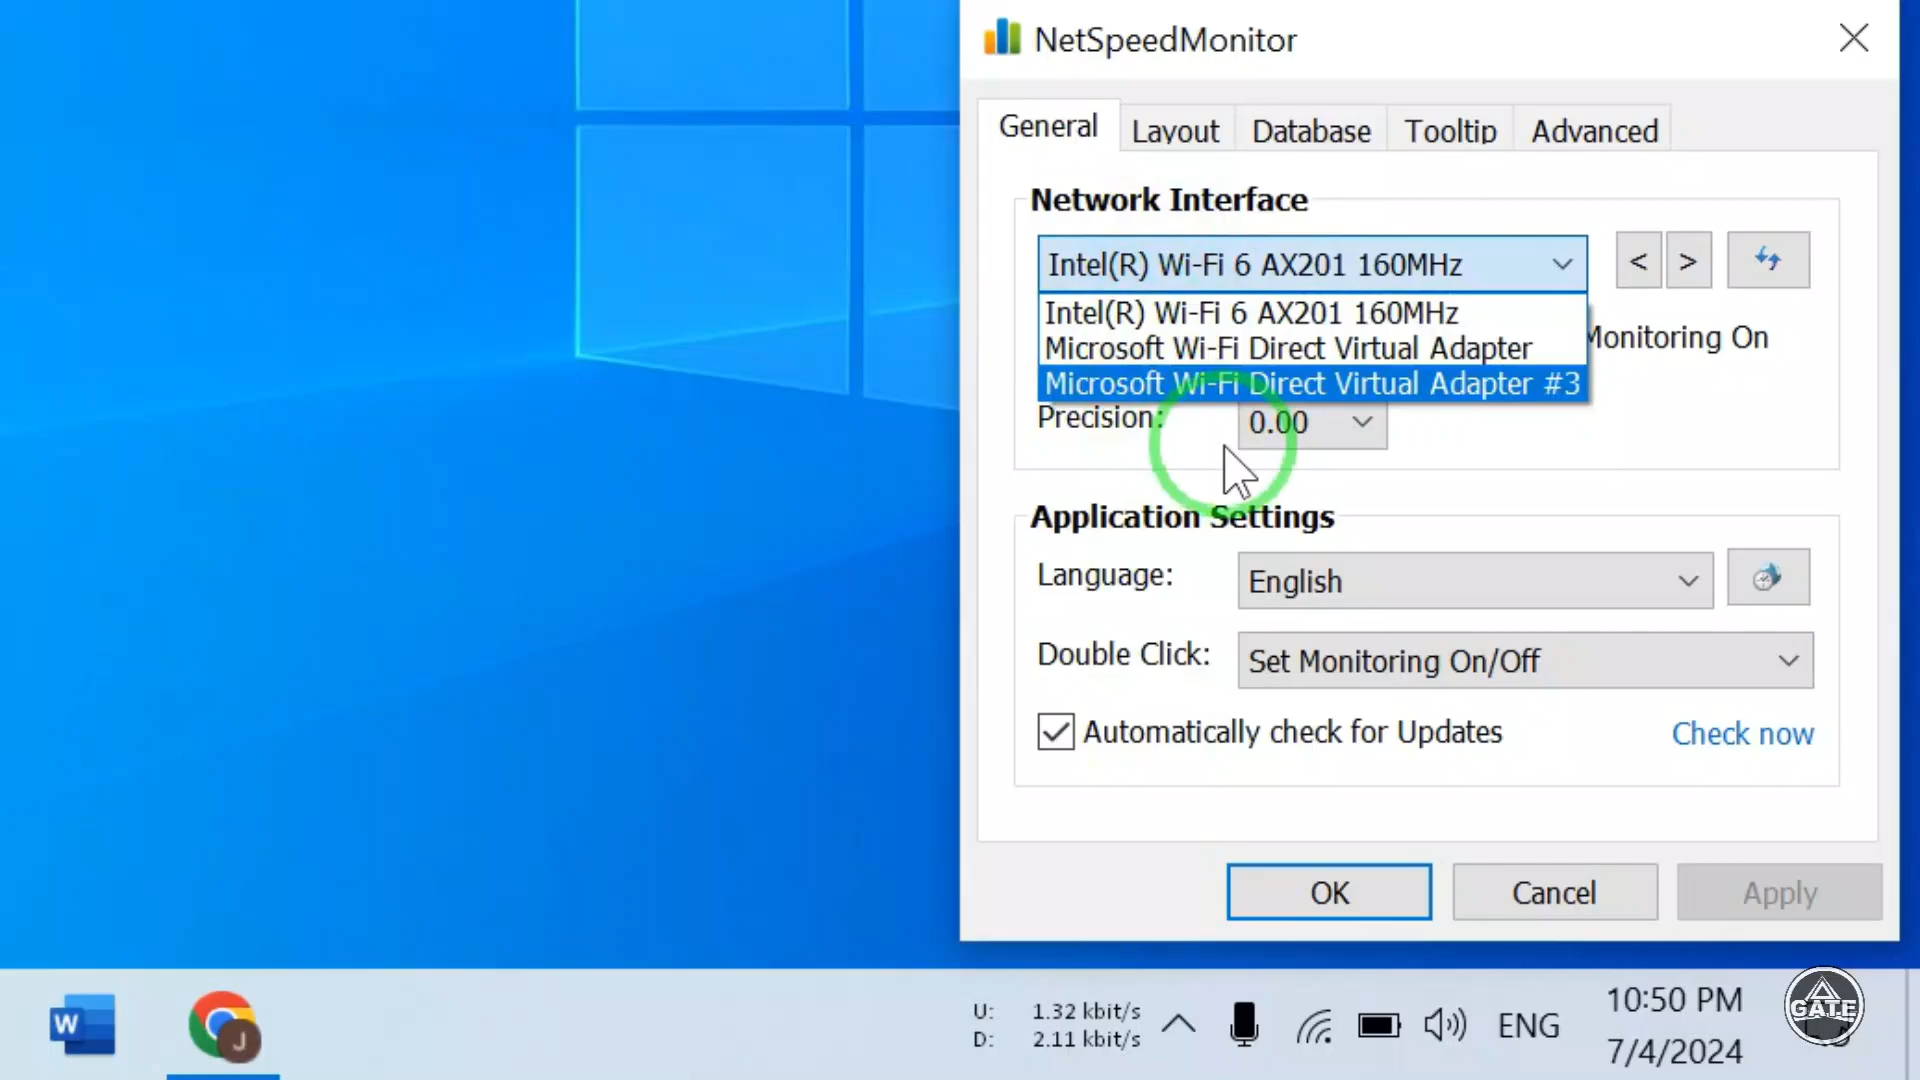 NetSpeedMonitor
General Layout Database Tooltip Advanced
Network Interface
Intel(R) Wi-Fi 6 AX201 160MHz < >
Intel(R) Wi-Fi 6 AX201 160MHz
Monitoring On
Microsoft Wi-Fi Direct Virtual Adapter
Microsoft Wi-Fi Direct Virtual Adapter #3
Precision: 0.00
Application Settings
Language: English
Double Click: Set Monitoring On/Off
Automatically check for Updates Check now
OK Cancel Apply
W
J
U: 1.32 kbit/s
D: 2.11 kbit/s
ENG
10:50 PM
7/4/2024
GATE